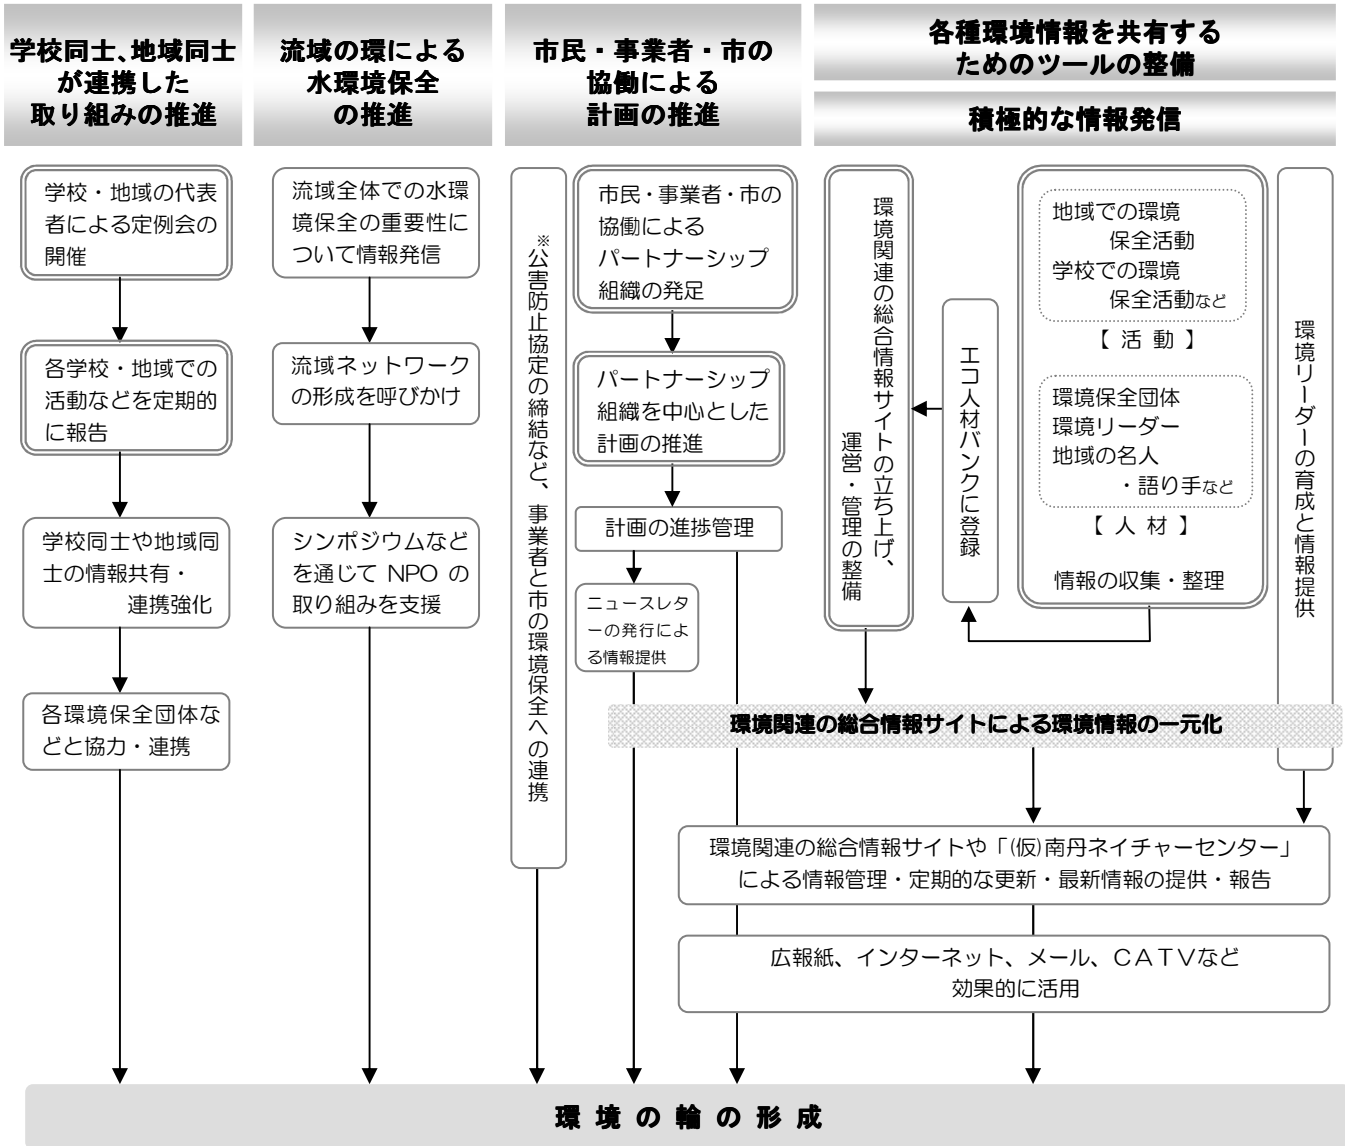 学校同士、地域同士
が連携した
取り組みの推進
流域の環による
水環境保全
の推進
市民・事業者・市の
協働による
計画の推進
各種環境情報を共有する
ためのツールの整備
積極的な情報発信
学校・地域の代表
者による定例会の
開催
各学校・地域での
活動などを定期的
に報告
学校同士や地域同
士の情報共有・
連携強化
各環境保全団体な
どと協力・連携
流域全体での水環
境保全の重要性に
ついて情報発信
流域ネットワーク
の形成を呼びかけ
シンポジウムなど
を通じて NPO の
取り組みを支援
※公害防止協定の締結など、事業者と市の環境保全への連携
市民・事業者・市の
協働による
パートナーシップ
組織の発足
パートナーシップ
組織を中心とした
計画の推進
計画の進捗管理
ニュースレタ
ーの発行によ
る情報提供
環境関連の総合情報サイトの立ち上げ、
運営・管理の整備
エコ人材バンクに登録
地域での環境
保全活動
学校での環境
保全活動など
【 活 動 】
環境保全団体
環境リーダー
地域の名人
・語り手など
【 人 材 】
情報の収集・整理
環境リーダーの育成と情報提供
環境関連の総合情報サイトによる環境情報の一元化
環境関連の総合情報サイトや「(仮)南丹ネイチャーセンター」
による情報管理・定期的な更新・最新情報の提供・報告
広報紙、インターネット、メール、CATVなど
効果的に活用
環 境 の 輪 の 形 成